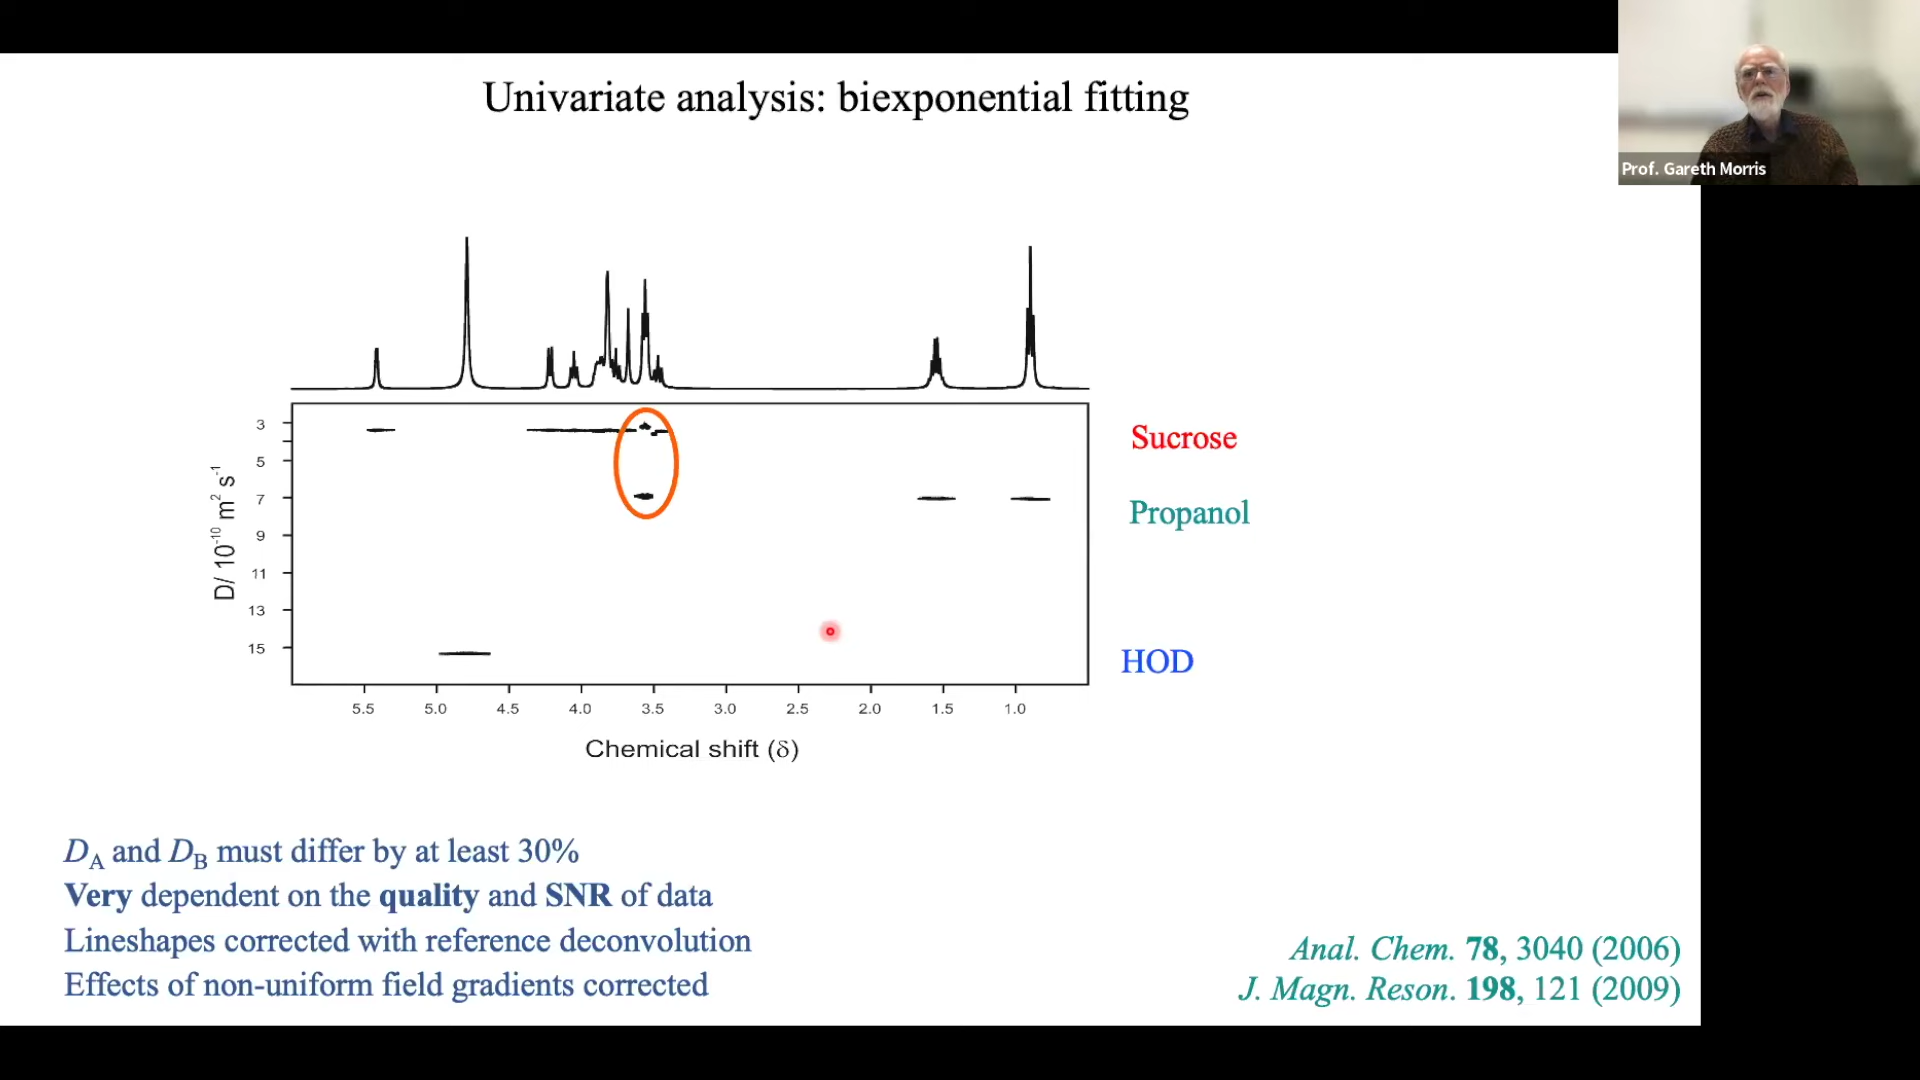 Univariate analysis: biexponential fitting
Prof. Gareth Morris
3
5
7
9
11
13
15
D/ 10⁻¹⁰ m² s⁻¹
Sucrose
Propanol
HOD
5.5 5.0 4.5 4.0 3.5 3.0 2.5 2.0 1.5 1.0
Chemical shift (δ)
D_A and D_B must differ by at least 30%
Very dependent on the quality and SNR of data
Lineshapes corrected with reference deconvolution
Effects of non-uniform field gradients corrected
Anal. Chem. 78, 3040 (2006)
J. Magn. Reson. 198, 121 (2009)